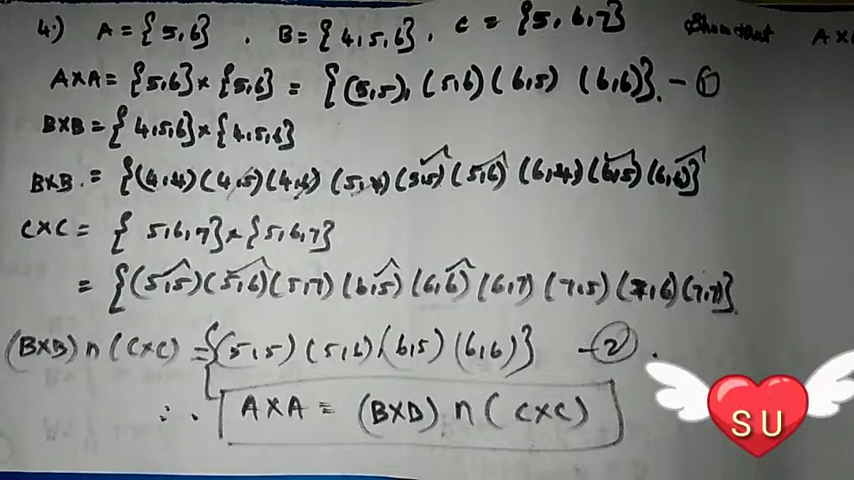 4.) A = {5,6} . B = {4,5,6} , C = {5,6,7} Show that A×
A×A = {5,6} × {5,6} = {(5,5), (5,6) (6,5) (6,6)}. - ①
B×B = {4,5,6} × {4,5,6}
B×B. = {(4,4) (4,5) (4,6) (5,4) (5,5) (5,6) (6,4) (6,5) (6,6)}
C×C = { 5,6,7} × {5,6,7}
= {(5,5) (5,6) (5,7) (6,5) (6,6) (6,7) (7,5) (7,6) (7,7)}
(B×B) ∩ (C×C) = {(5,5) (5,6) (6,5) (6,6)} - ② .
∴ A×A = (B×B) ∩ (C×C)
SU